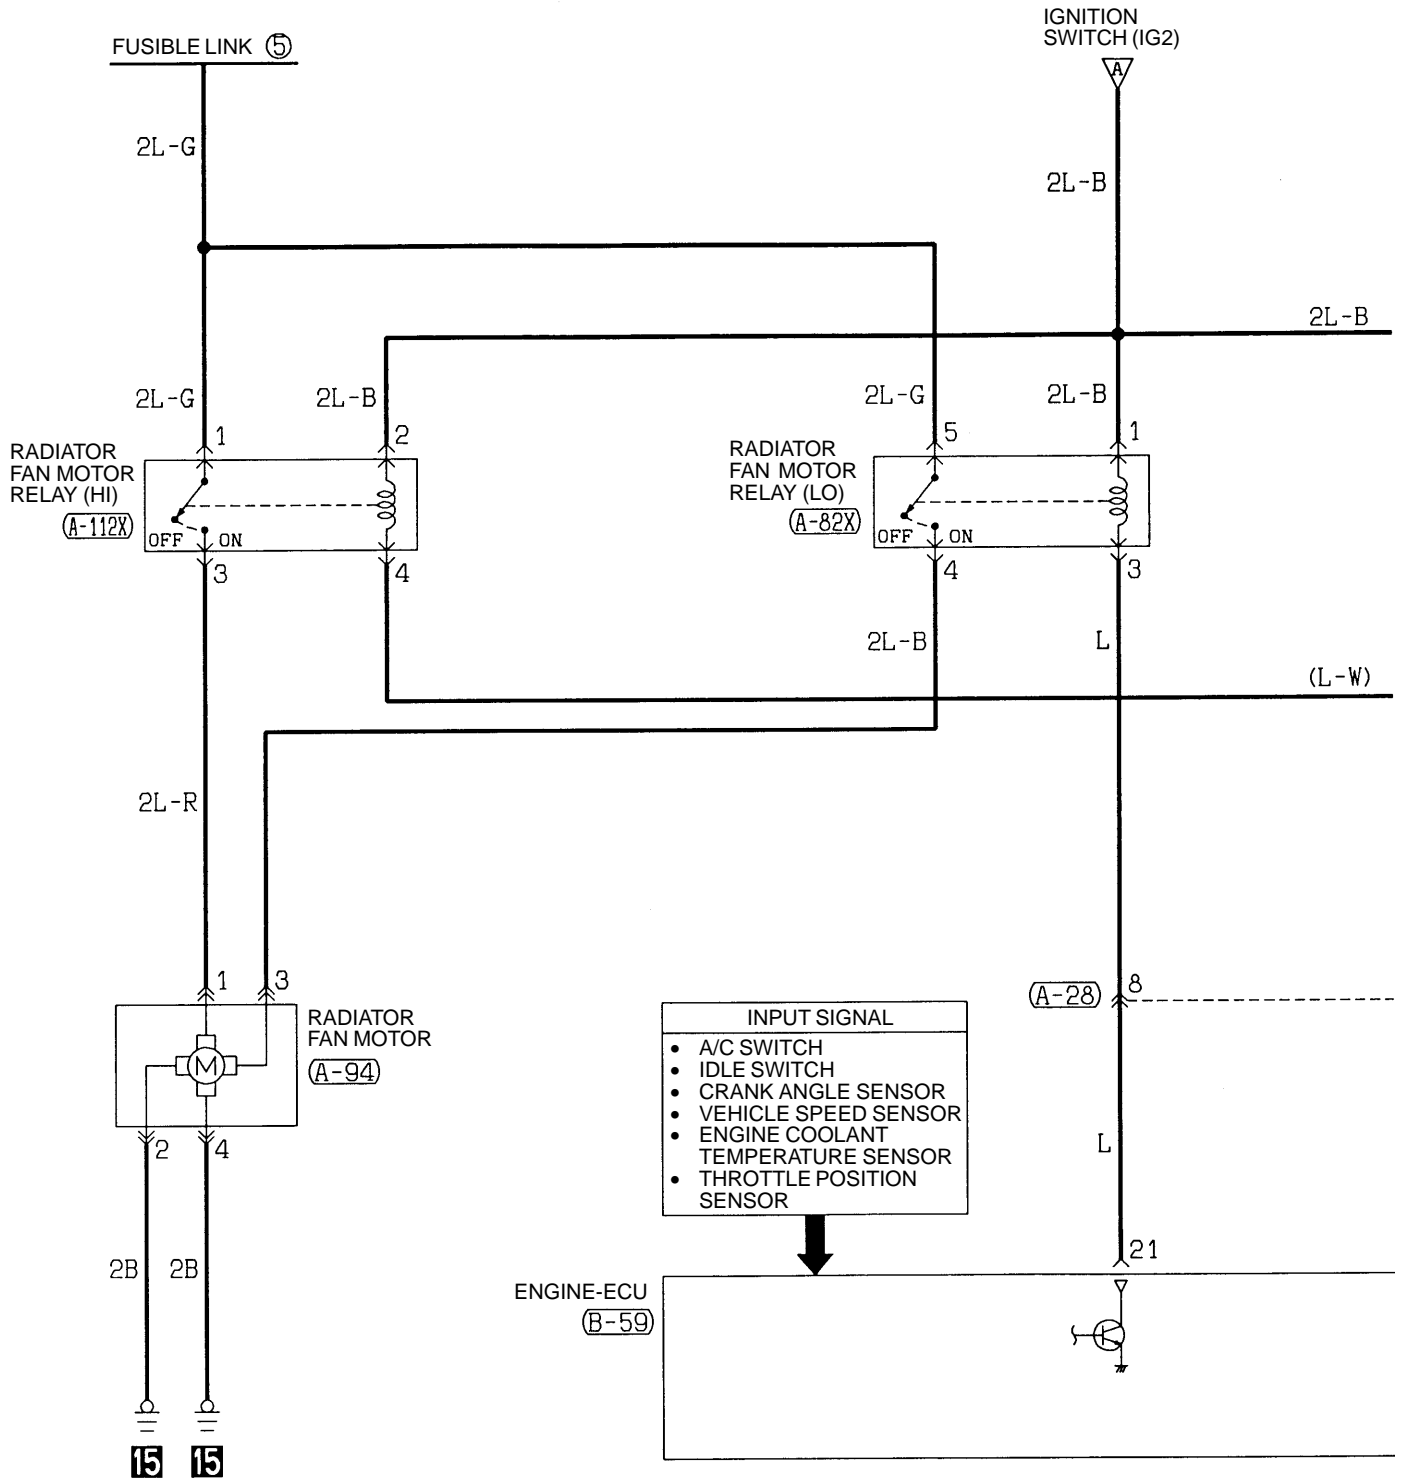 IGNITION
SWITCH (IG2)
FUSIBLE LINK ⑤
A
2L-G
2L-B
2L-B
2L-G
2L-B
2L-G
2L-B
1
2
5
1
RADIATOR
FAN MOTOR
RELAY (HI)
A-112X
OFF
ON
RADIATOR
FAN MOTOR
RELAY (LO)
A-82X
OFF
ON
3
4
4
3
2L-B
L
(L-W)
2L-R
1
3
A-28
8
RADIATOR
FAN MOTOR
A-94
M
2
4
INPUT SIGNAL
• A/C SWITCH
• IDLE SWITCH
• CRANK ANGLE SENSOR
• VEHICLE SPEED SENSOR
• ENGINE COOLANT
TEMPERATURE SENSOR
• THROTTLE POSITION
SENSOR
L
21
2B
2B
ENGINE-ECU
B-59
15
15